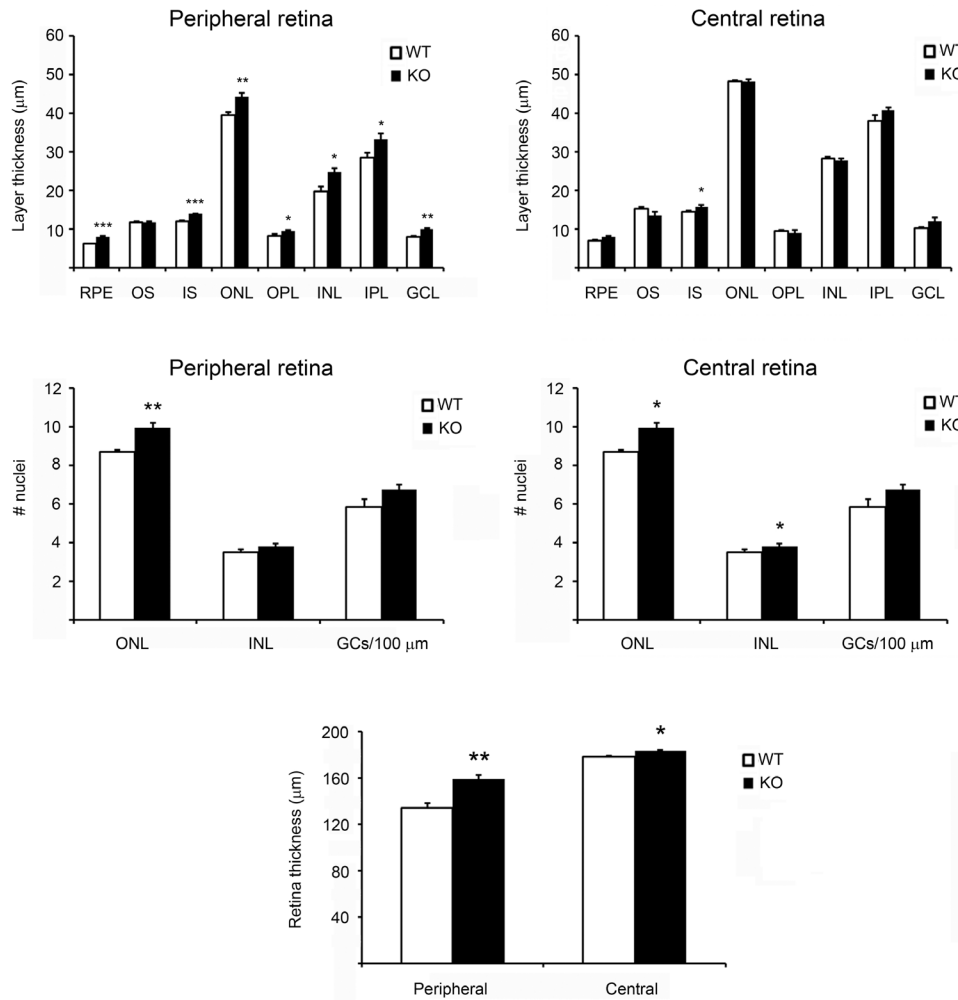 Peripheral retina
Layer thickness (μm)
60
50
40
30
20
10
WT
KO
*** *** ** * * * **
RPE OS IS ONL OPL INL IPL GCL
Central retina
Layer thickness (μm)
60
50
40
30
20
10
WT
KO
*
RPE OS IS ONL OPL INL IPL GCL
Peripheral retina
# nuclei
12
10
8
6
4
2
WT
KO
**
ONL INL GCs/100 μm
Central retina
# nuclei
12
10
8
6
4
2
WT
KO
* *
ONL INL GCs/100 μm
Retina thickness (μm)
200
160
120
80
40
WT
KO
** *
Peripheral Central